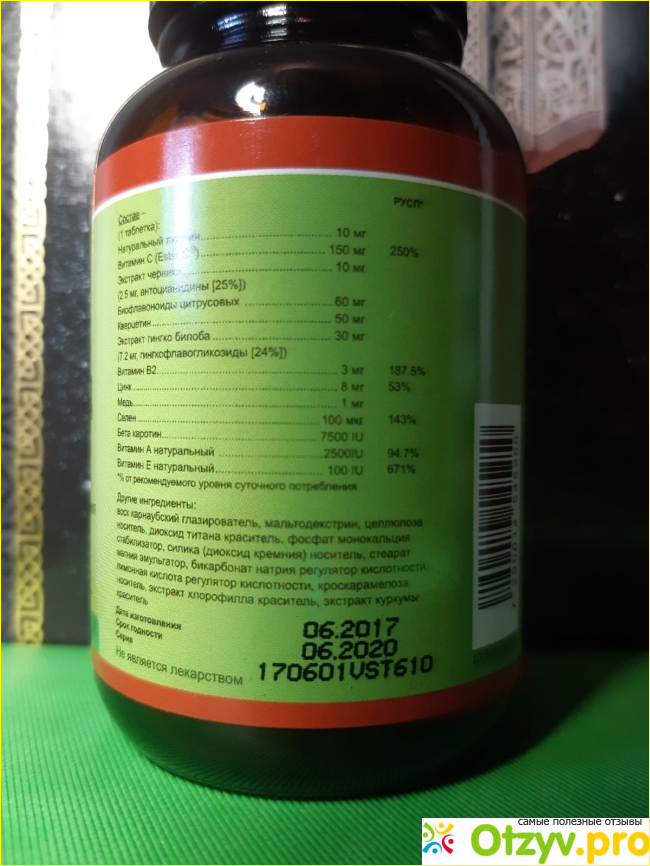 Состав –
(1 таблетка):
РУСП*
Натуральный ........ 10 мг
Витамин С (Ester C®) ........ 150 мг 250%
Экстракт черники ........ 10 мг
(2.5 мг, антоцианидины [25%])
Биофлавоноиды цитрусовых ........ 60 мг
Кверцетин ........ 50 мг
Экстракт гингко билоба ........ 30 мг
(7.2 мг, гингкофлавогликозиды [24%])
Витамин В2 ........ 3 мг 187.5%
Цинк ........ 8 мг 53%
Медь ........ 1 мг
Селен ........ 100 мкг 143%
Бета каротин ........ 7500 IU
Витамин А натуральный ........ 2500IU 94.7%
Витамин Е натуральный ........ 100 IU 671%
*% от рекомендуемого уровня суточного потребления
Другие ингредиенты:
воск карнаубский глазирователь, мальтодекстрин, целлюлоза
носитель, диоксид титана краситель, фосфат монокальция
стабилизатор, силика (диоксид кремния) носитель, стеарат
магния эмульгатор, бикарбонат натрия регулятор кислотности,
лимонная кислота регулятор кислотности, кроскарамелоза
носитель, экстракт хлорофилла краситель, экстракт куркумы
краситель
Дата изготовления 06.2017
Срок годности 06.2020
Серия 170601VST610
Не является лекарством
самые полезные отзывы
Otzyv.pro